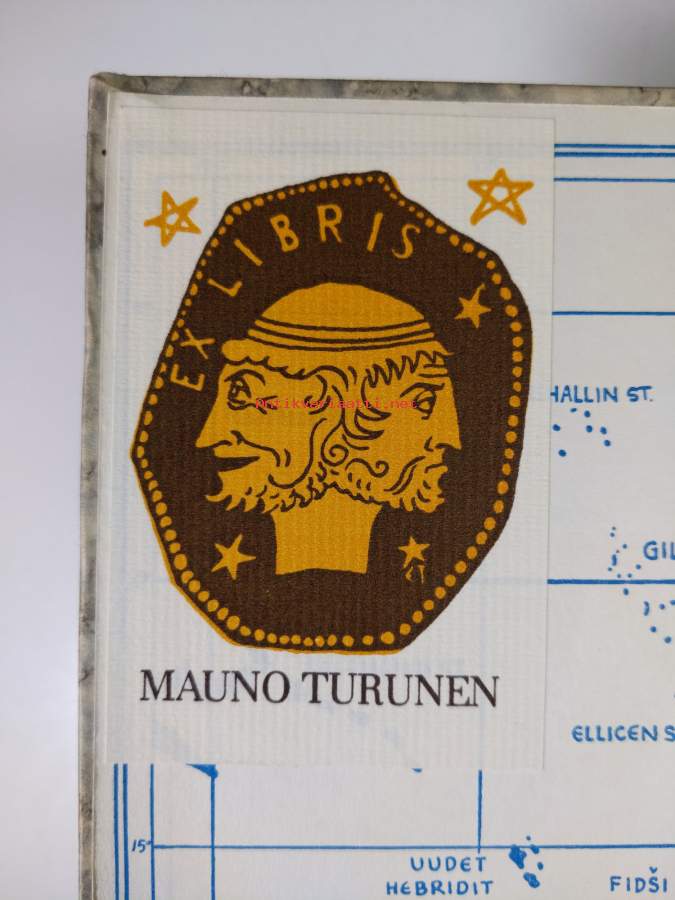 EX LIBRIS
HALLIN ST.
Antikvariaatti.net
GIL
MAUNO TURUNEN
ELLICEN S
15°
UUDET
HEBRIDIT
FIDŠI